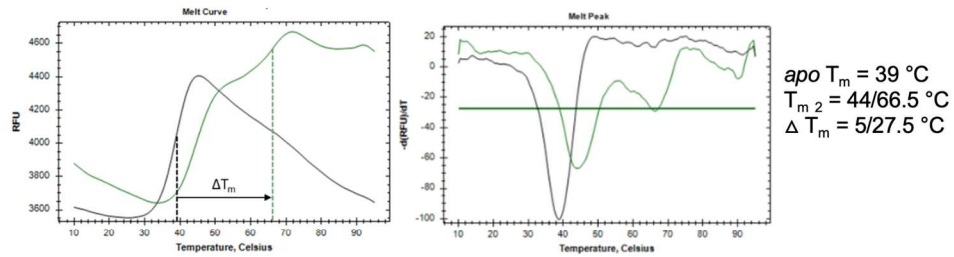 Melt Curve
4600
4400
4200
4000
3800
3600
RFU
ΔTm
10 20 30 40 50 60 70 80 90
Temperature, Celsius
Melt Peak
20
0
-20
-40
-60
-80
-100
-d(RFU)/dT
10 20 30 40 50 60 70 80 90
Temperature, Celsius
apo Tm = 39 °C
Tm 2 = 44/66.5 °C
Δ Tm = 5/27.5 °C